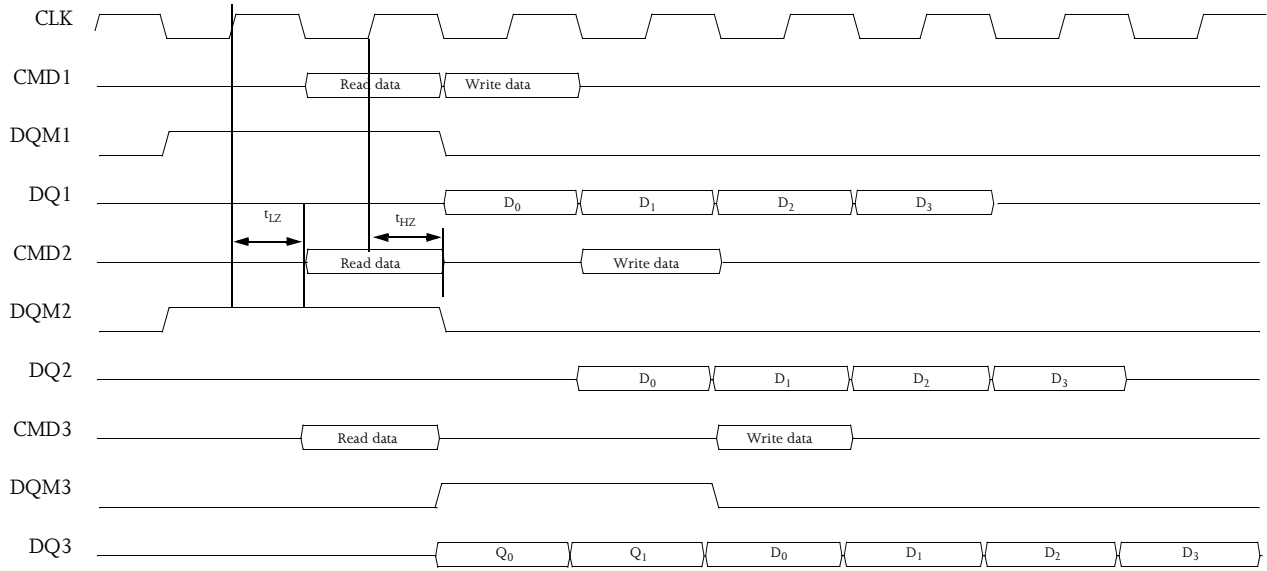 CLK
CMD1 Read data Write data
DQM1
DQ1 D₀ D₁ D₂ D₃
tLZ tHZ
CMD2 Read data Write data
DQM2
DQ2 D₀ D₁ D₂ D₃
CMD3 Read data Write data
DQM3
DQ3 Q₀ Q₁ D₀ D₁ D₂ D₃